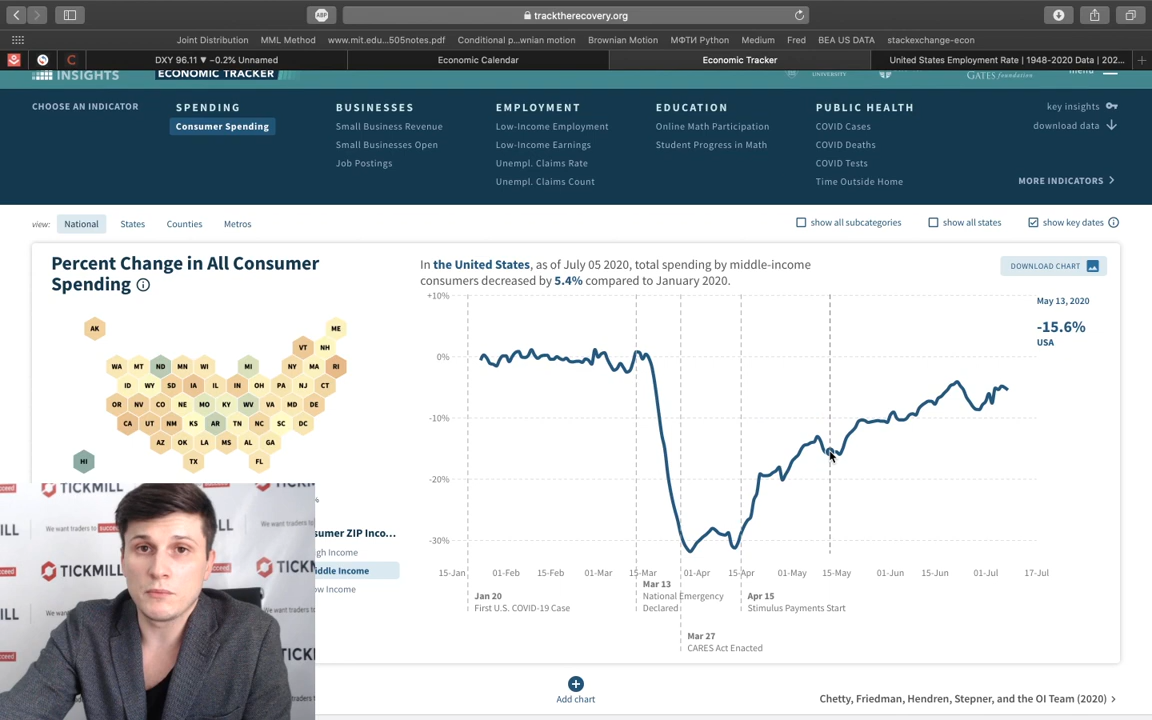 tracktherecovery.org
ABP
Joint Distribution
MML Method
www.mit.edu...505notes.pdf
Conditional p...wnian motion
Brownian Motion
МФТИ Python
Medium
Fred
BEA US DATA
stackexchange-econ
DXY 96.11 ▼ −0.2% Unnamed
Economic Calendar
Economic Tracker
United States Employment Rate | 1948-2020 Data | 202...
INSIGHTS
ECONOMIC TRACKER
UNIVERSITY
GATES foundation
menu
CHOOSE AN INDICATOR
SPENDING
Consumer Spending
BUSINESSES
Small Business Revenue
Small Businesses Open
Job Postings
EMPLOYMENT
Low-Income Employment
Low-Income Earnings
Unempl. Claims Rate
Unempl. Claims Count
EDUCATION
Online Math Participation
Student Progress in Math
PUBLIC HEALTH
COVID Cases
COVID Deaths
COVID Tests
Time Outside Home
key insights
download data
MORE INDICATORS
view:
National
States
Counties
Metros
show all subcategories
show all states
show key dates
Percent Change in All Consumer
Spending
In the United States, as of July 05 2020, total spending by middle-income
consumers decreased by 5.4% compared to January 2020.
DOWNLOAD CHART
May 13, 2020
-15.6%
USA
AK
ME
VT
NH
WA
MT
ND
MN
WI
MI
NY
MA
RI
ID
WY
SD
IA
IL
IN
OH
PA
NJ
CT
OR
NV
CO
NE
MO
KY
WV
VA
MD
DE
CA
UT
NM
KS
AR
TN
NC
SC
DC
AZ
OK
LA
MS
AL
GA
HI
TX
FL
+10%
0%
-10%
-20%
-30%
15-Jan
01-Feb
15-Feb
01-Mar
15-Mar
01-Apr
15-Apr
01-May
15-May
01-Jun
15-Jun
01-Jul
17-Jul
Jan 20
First U.S. COVID-19 Case
Mar 13
National Emergency
Declared
Mar 27
CARES Act Enacted
Apr 15
Stimulus Payments Start
%
sumer ZIP Inco...
gh Income
iddle Income
ow Income
TICKMILL
We want traders to succeed
TICKMILL
TICKMILL
Add chart
Chetty, Friedman, Hendren, Stepner, and the OI Team (2020)